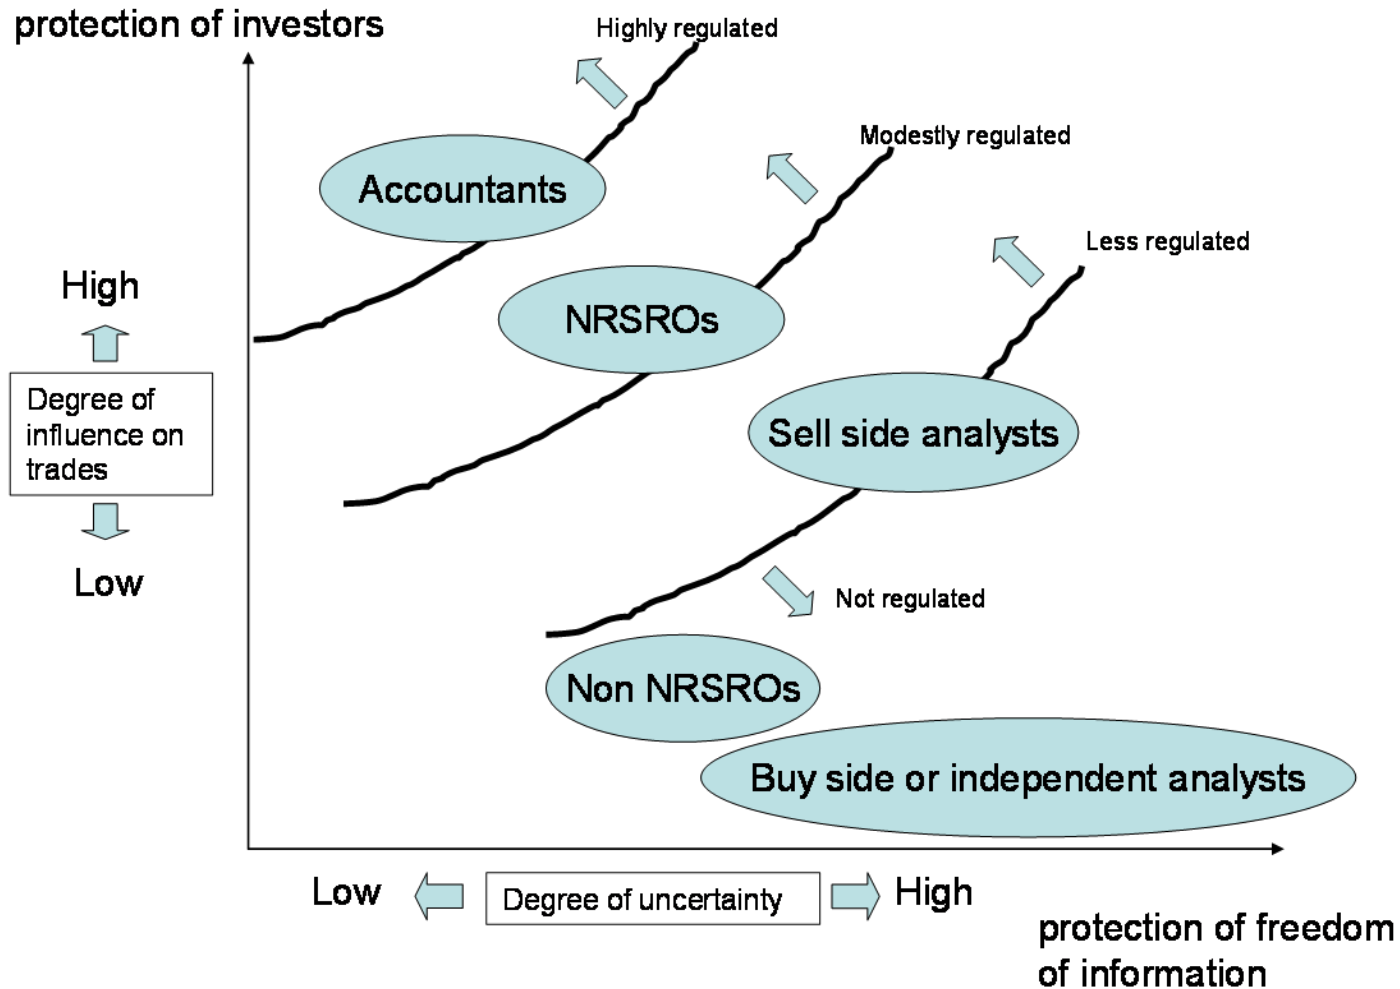 protection of investors
Highly regulated
Modestly regulated
Accountants
Less regulated
High
NRSROs
Degree of
influence on
trades
Sell side analysts
Low
Not regulated
Non NRSROs
Buy side or independent analysts
Low
Degree of uncertainty
High
protection of freedom
of information